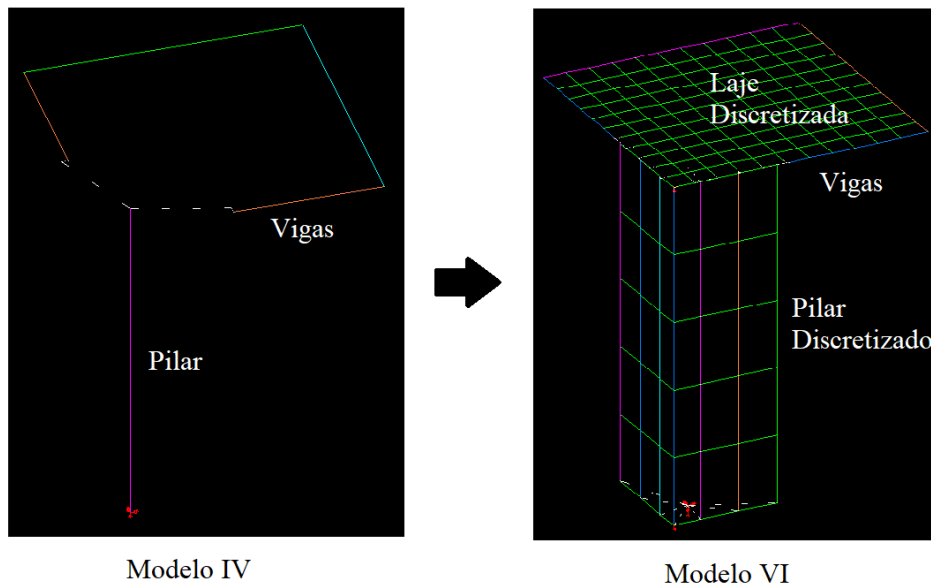 Vigas
Pilar
Modelo IV
Laje
Discretizada
Vigas
Pilar
Discretizado
Modelo VI